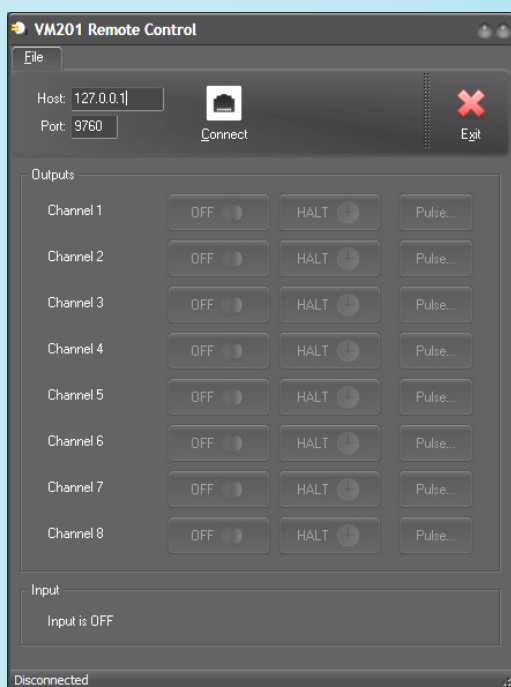 VM201 Remote Control
File
Host: 127.0.0.1
Port: 9760
Connect
Exit
Outputs
Channel 1 OFF HALT Pulse...
Channel 2 OFF HALT Pulse...
Channel 3 OFF HALT Pulse...
Channel 4 OFF HALT Pulse...
Channel 5 OFF HALT Pulse...
Channel 6 OFF HALT Pulse...
Channel 7 OFF HALT Pulse...
Channel 8 OFF HALT Pulse...
Input
Input is OFF
Disconnected